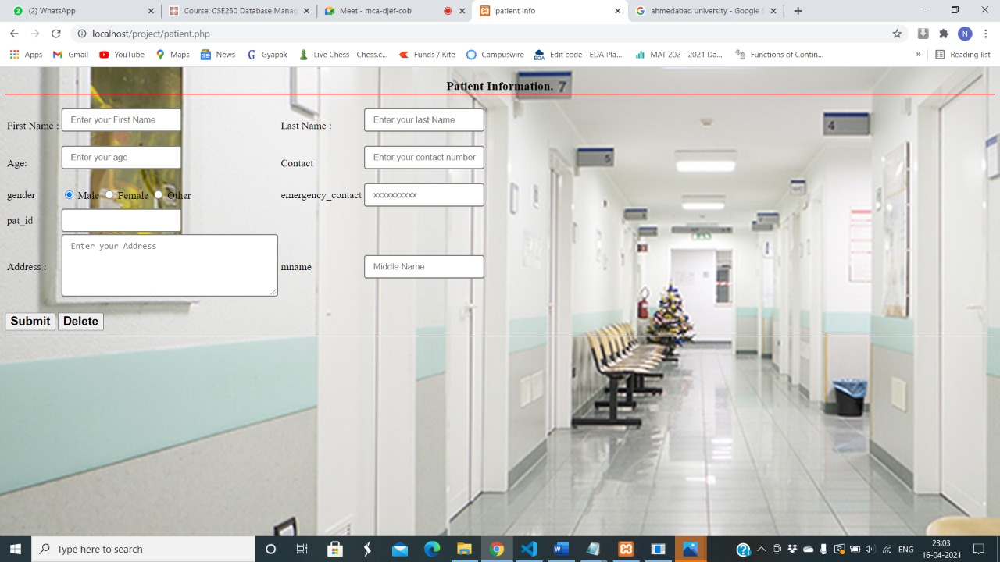 (2) WhatsApp
Course: CSE250 Database Manag
Meet - mca-djef-cob
patient Info
ahmedabad university - Google S
localhost/project/patient.php
N
Apps
Gmail
YouTube
Maps
News
Gyapak
Live Chess - Chess.c...
Funds / Kite
Campuswire
Edit code - EDA Pla...
MAT 202 - 2021 Da...
Functions of Contin...
»
Reading list
Patient Information.
7
First Name :
Enter your First Name
Last Name :
Enter your last Name
4
Age:
Enter your age
Contact
Enter your contact number
5
gender
Male
Female
Other
emergency_contact
xxxxxxxxxx
pat_id
Address :
Enter your Address
mname
Middle Name
Submit
Delete
Type here to search
ENG
23:03
16-04-2021